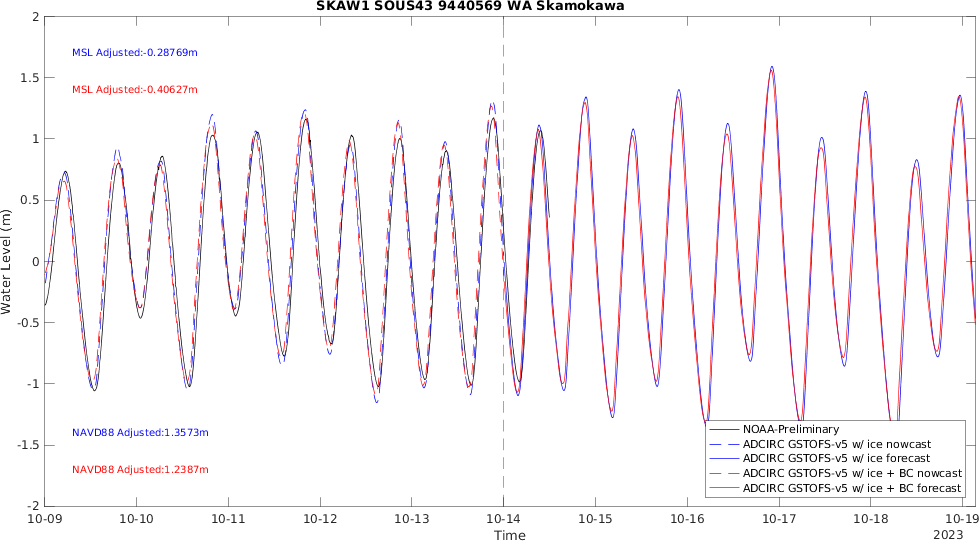 SKAW1 SOUS43 9440569 WA Skamokawa
2
1.5
1
0.5
0
-0.5
-1
-1.5
-2
Water Level (m)
MSL Adjusted:-0.28769m
MSL Adjusted:-0.40627m
NAVD88 Adjusted:1.3573m
NAVD88 Adjusted:1.2387m
NOAA-Preliminary
ADCIRC GSTOFS-v5 w/ ice nowcast
ADCIRC GSTOFS-v5 w/ ice forecast
ADCIRC GSTOFS-v5 w/ ice + BC nowcast
ADCIRC GSTOFS-v5 w/ ice + BC forecast
10-09 10-10 10-11 10-12 10-13 10-14 10-15 10-16 10-17 10-18 10-19
Time
2023